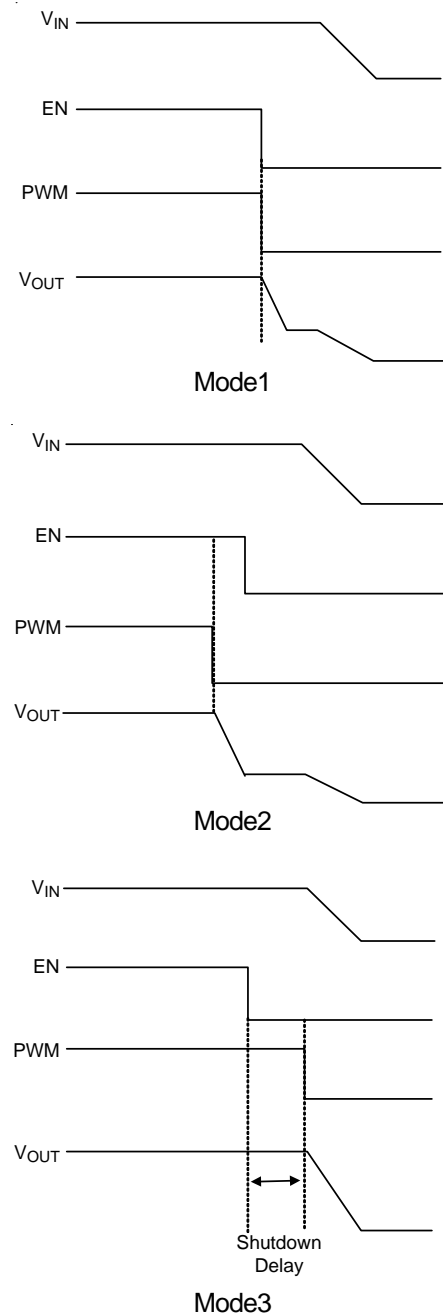 VIN
EN
PWM
VOUT
Mode1
VIN
EN
PWM
VOUT
Mode2
VIN
EN
PWM
VOUT
Shutdown
Delay
Mode3